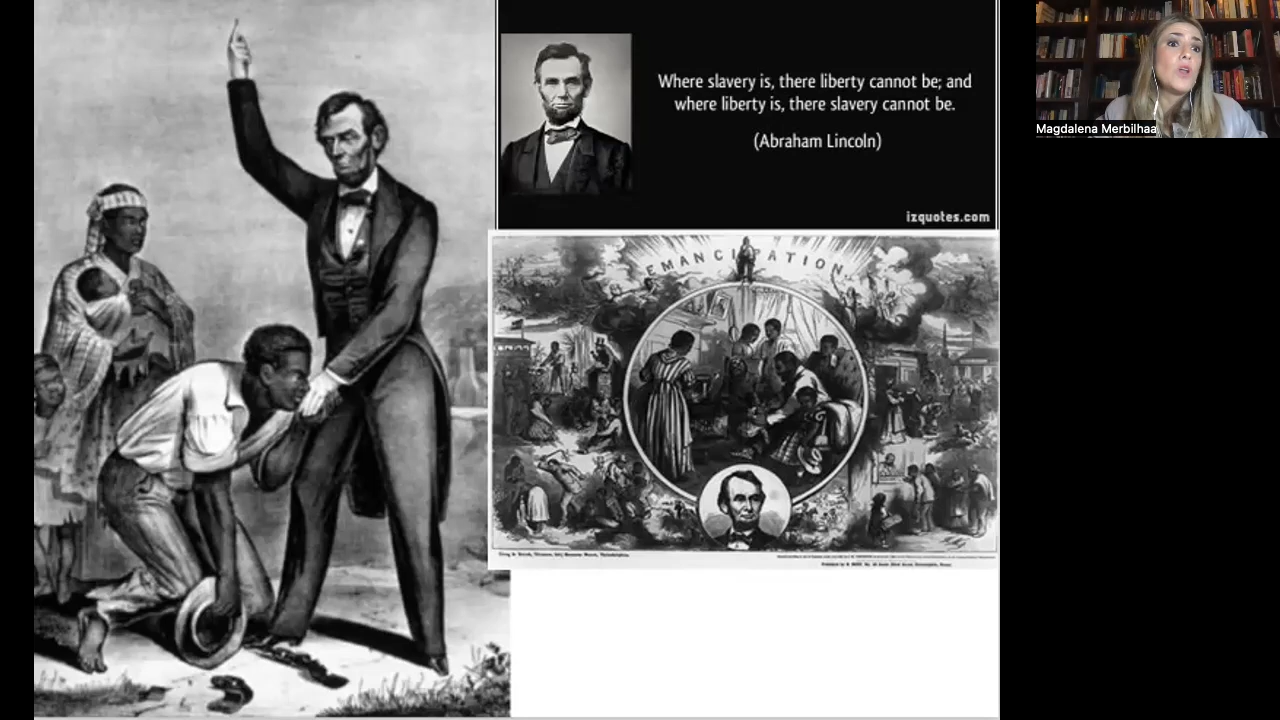 Where slavery is, there liberty cannot be; and
where liberty is, there slavery cannot be.
(Abraham Lincoln)
izquotes.com
EMANCIPATION
Magdalena Merbilhaa